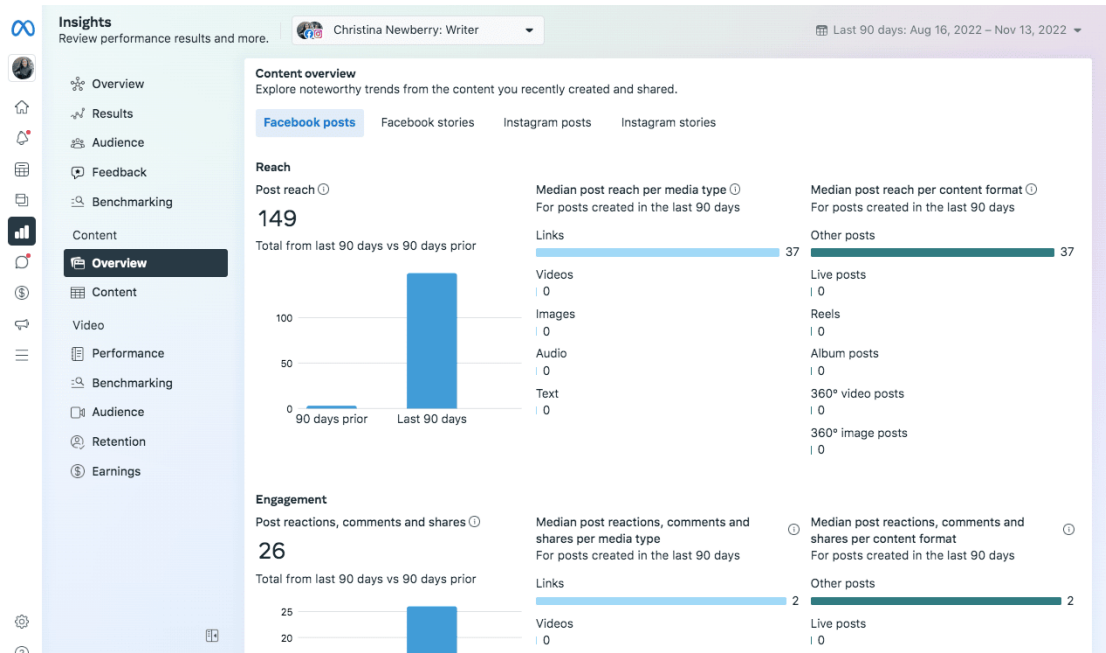 Insights
Review performance results and more.
Christina Newberry: Writer
Last 90 days: Aug 16, 2022 – Nov 13, 2022
Overview
Results
Audience
Feedback
Benchmarking
Content
Overview
Content
Video
Performance
Benchmarking
Audience
Retention
Earnings
Content overview
Explore noteworthy trends from the content you recently created and shared.
Facebook posts
Facebook stories
Instagram posts
Instagram stories
Reach
Post reach
149
Total from last 90 days vs 90 days prior
100
50
0
90 days prior
Last 90 days
Median post reach per media type
For posts created in the last 90 days
Links
37
Videos
0
Images
0
Audio
0
Text
0
Median post reach per content format
For posts created in the last 90 days
Other posts
37
Live posts
0
Reels
0
Album posts
0
360° video posts
0
360° image posts
0
Engagement
Post reactions, comments and shares
26
Total from last 90 days vs 90 days prior
25
20
Median post reactions, comments and
shares per media type
For posts created in the last 90 days
Links
2
Videos
0
Median post reactions, comments and
shares per content format
For posts created in the last 90 days
Other posts
2
Live posts
0